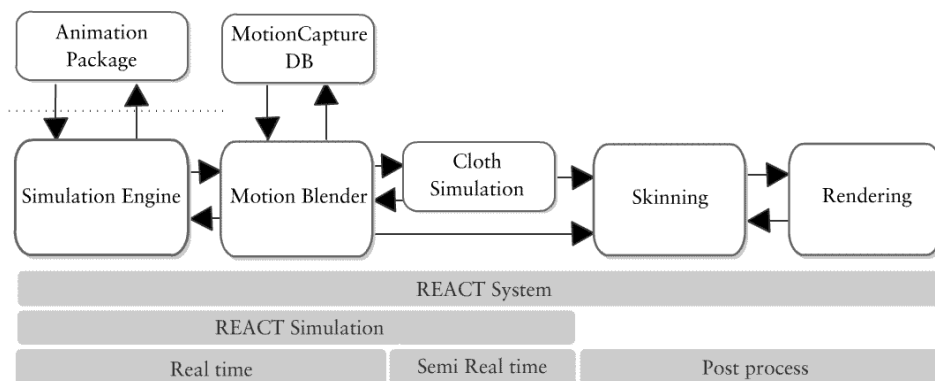 Animation
Package
MotionCapture
DB
Simulation Engine
Motion Blender
Cloth
Simulation
Skinning
Rendering
REACT System
REACT Simulation
Real time
Semi Real time
Post process